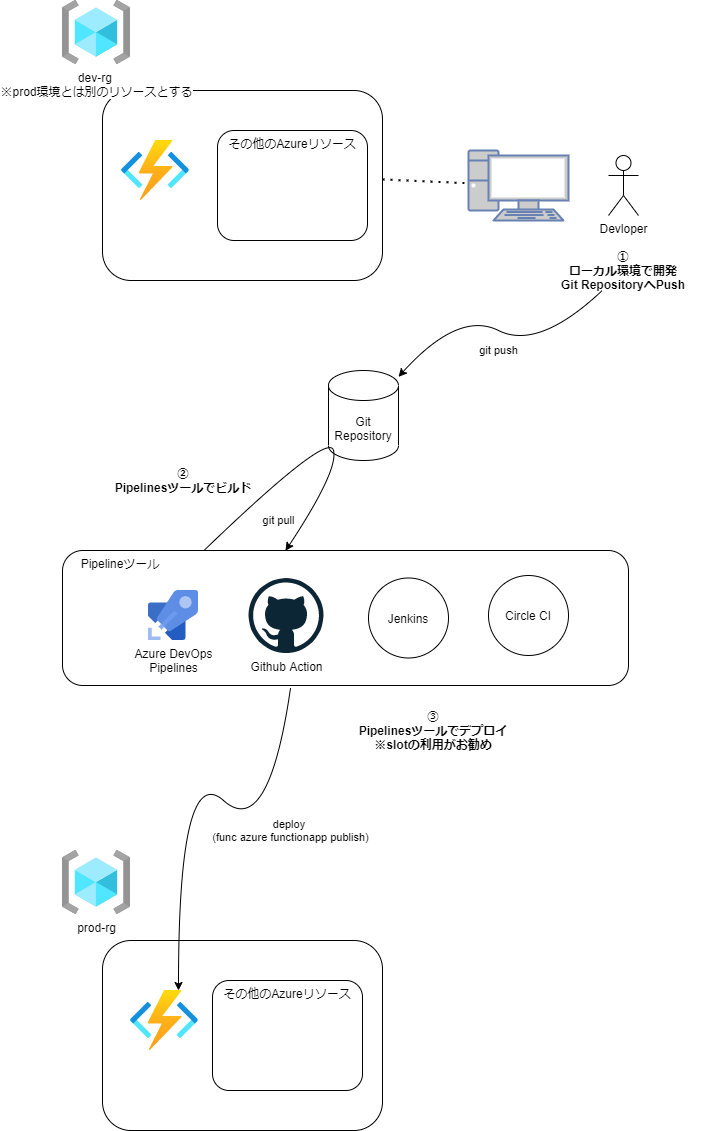 dev-rg
※prod環境とは別のリソースとする
その他のAzureリソース
Devloper
①
ローカル環境で開発
Git RepositoryへPush
git push
Git
Repository
②
Pipelinesツールでビルド
git pull
Pipelineツール
Azure DevOps
Pipelines
Github Action
Jenkins
Circle CI
③
Pipelinesツールでデプロイ
※slotの利用がお勧め
deploy
(func azure functionapp publish)
prod-rg
その他のAzureリソース